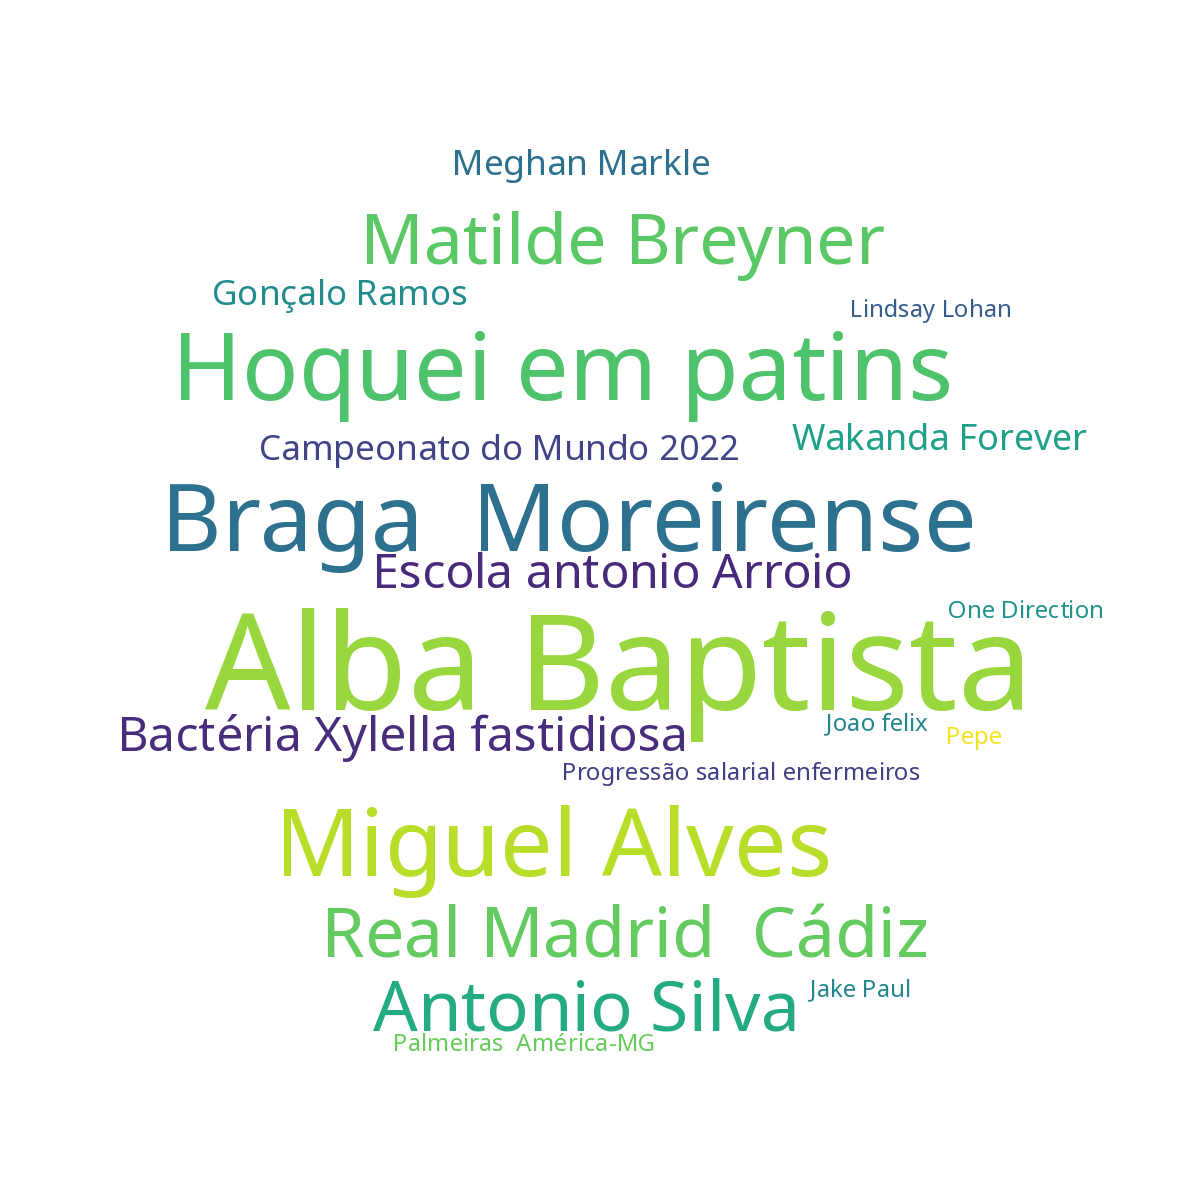 Meghan Markle
Matilde Breyner
Gonçalo Ramos
Lindsay Lohan
Hoquei em patins
Campeonato do Mundo 2022
Wakanda Forever
Braga  Moreirense
Escola antonio Arroio
One Direction
Alba Baptista
Bactéria Xylella fastidiosa
Joao felix
Pepe
Progressão salarial enfermeiros
Miguel Alves
Real Madrid  Cádiz
Antonio Silva
Jake Paul
Palmeiras  América-MG